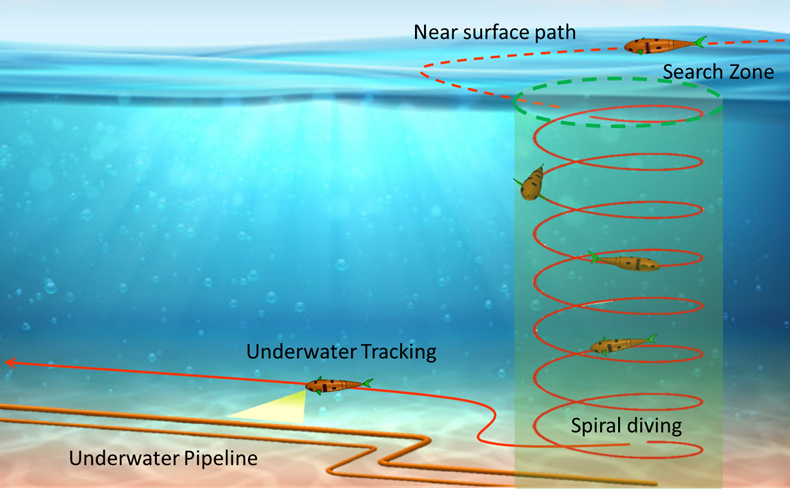 Near surface path
Search Zone
Underwater Tracking
Spiral diving
Underwater Pipeline